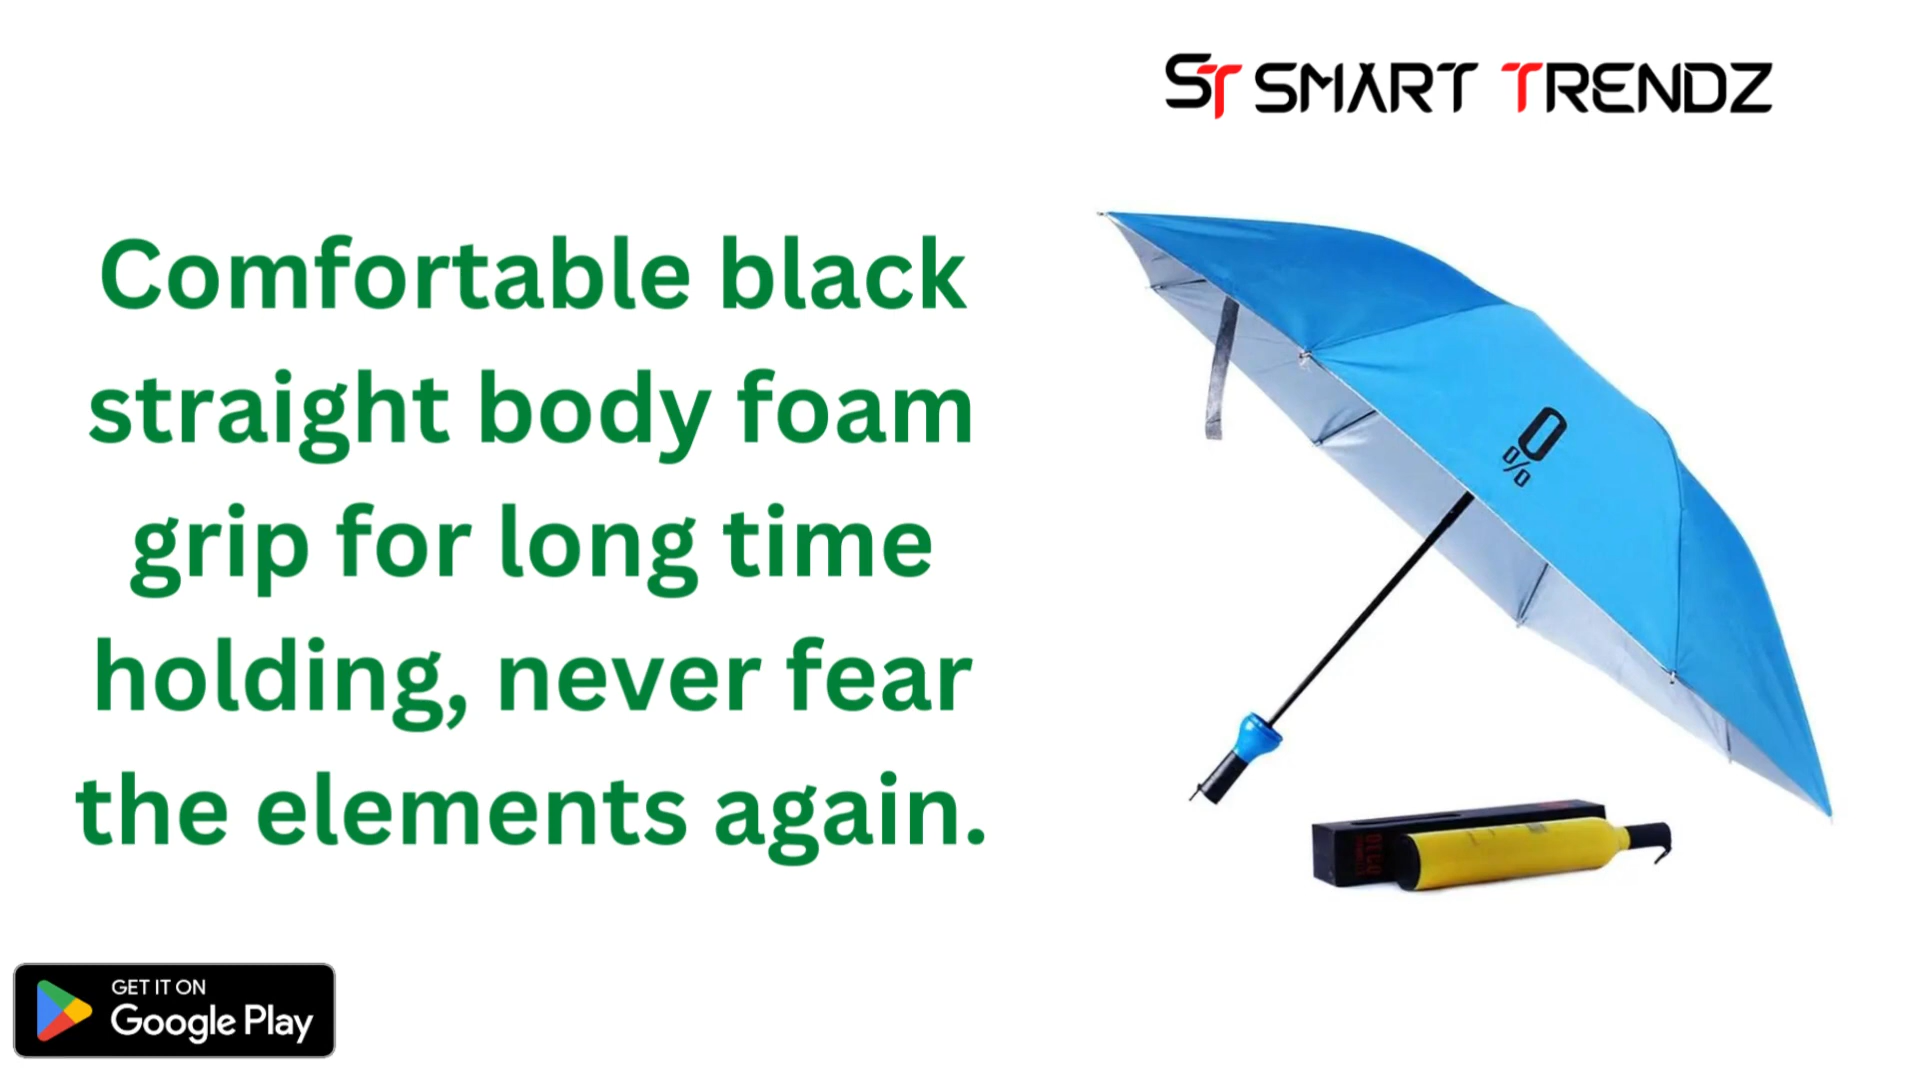 ST SMART TRENDZ
Comfortable black
straight body foam
grip for long time
holding, never fear
the elements again.
0
%
GET IT ON
Google Play